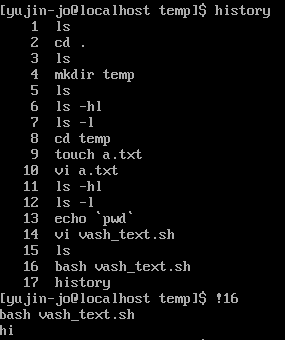 [yujin-jo@localhost temp]$ history
    1  ls
    2  cd .
    3  ls
    4  mkdir temp
    5  ls
    6  ls -hl
    7  ls -l
    8  cd temp
    9  touch a.txt
   10  vi a.txt
   11  ls -hl
   12  ls -l
   13  echo `pwd`
   14  vi vash_text.sh
   15  ls
   16  bash vash_text.sh
   17  history
[yujin-jo@localhost temp]$ !16
bash vash_text.sh
hi